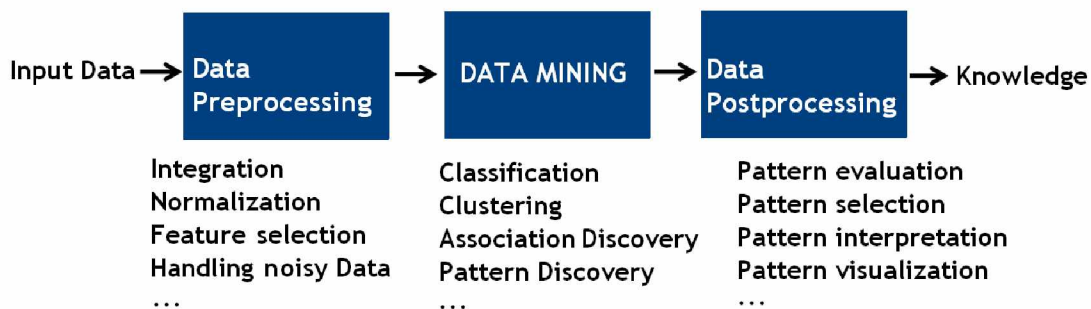 Input Data
Data
Preprocessing
DATA MINING
Data
Postprocessing
Knowledge
Integration
Normalization
Feature selection
Handling noisy Data
...
Classification
Clustering
Association Discovery
Pattern Discovery
...
Pattern evaluation
Pattern selection
Pattern interpretation
Pattern visualization
...